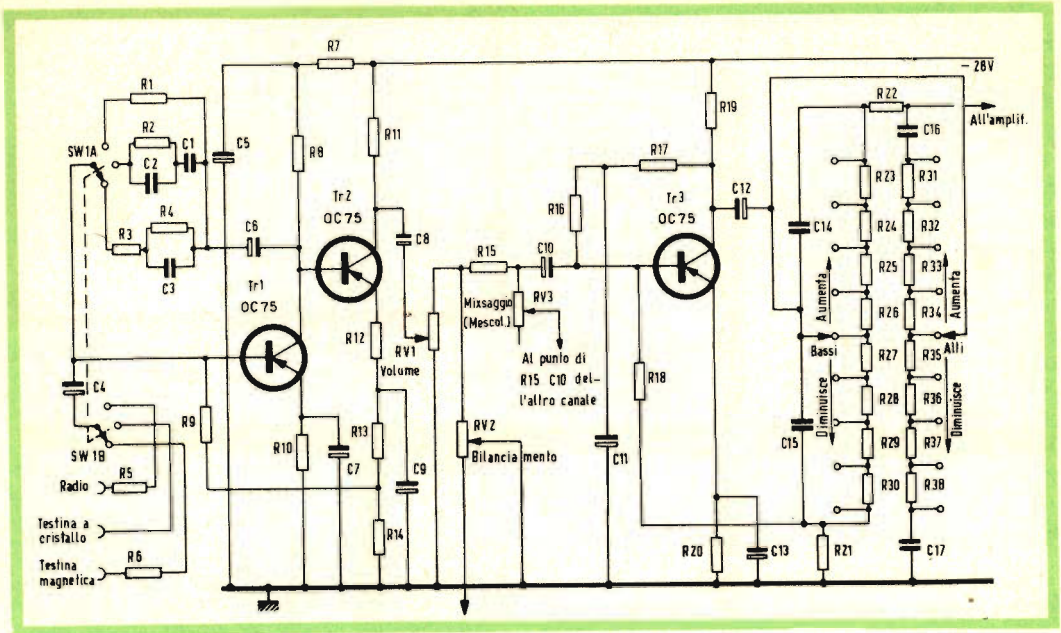 R7
- 28V
R1
R22
All'amplif.
R2
C1
C5
R8
R11
R19
C16
SW1A
C2
R17
C12
R23
R31
Tr2
OC75
Tr3
OC75
R16
R4
C6
C8
C14
R24
R32
R3
R15
C10
R25
R33
C3
Aumenta
Aumenta
Tr1
OC75
Mixsaggio
(Mescol.)
RV3
R26
R34
R12
RV1
Volume
Bassi
Alti
Al punto di
R15 C10 del-
l'altro canale
R27
R35
C4
R18
R28
R36
R9
Diminuisce
Diminuisce
R13
RV2
Bilanciamento
C15
R29
R37
SW1B
R10
C7
C9
C11
R5
Radio
R30
R38
Testina a
cristallo
R14
R6
Testina
magnetica
R20
C13
R21
C17